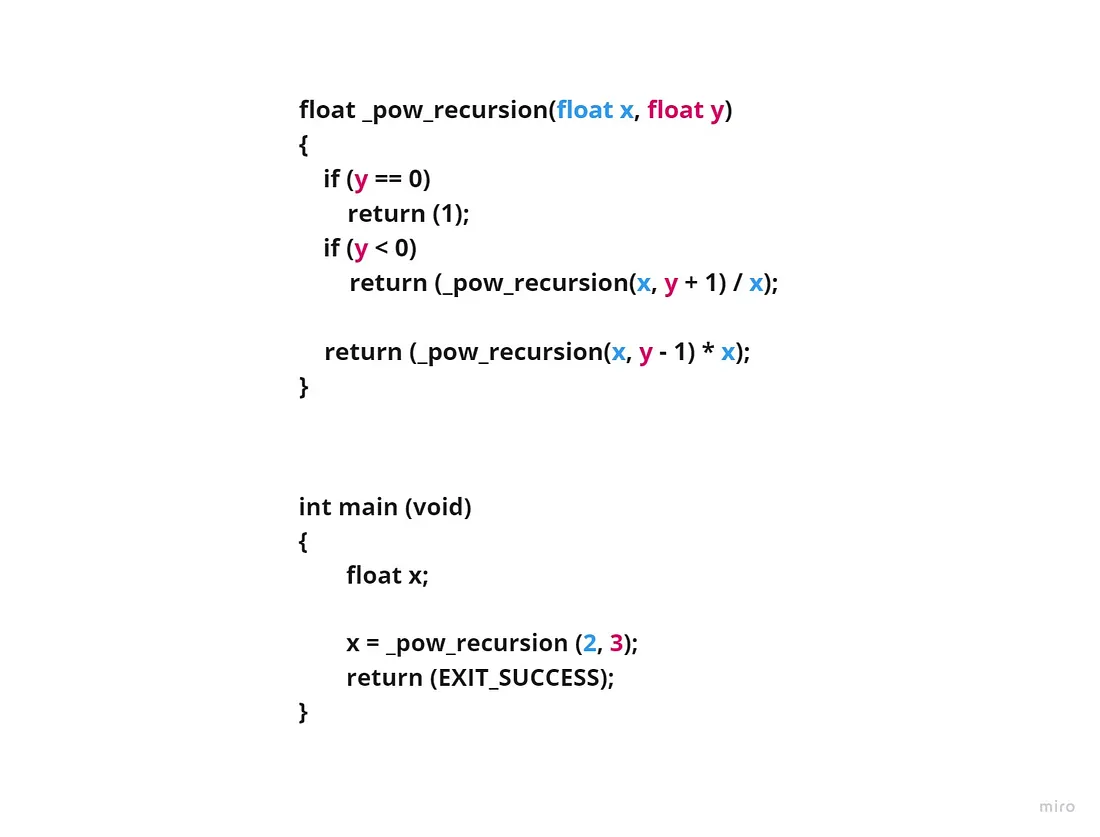 float _pow_recursion(float x, float y)
{
if (y == 0)
return (1);
if (y < 0)
return (_pow_recursion(x, y + 1) / x);
return (_pow_recursion(x, y - 1) * x);
}
int main (void)
{
float x;
x = _pow_recursion (2, 3);
return (EXIT_SUCCESS);
}
miro